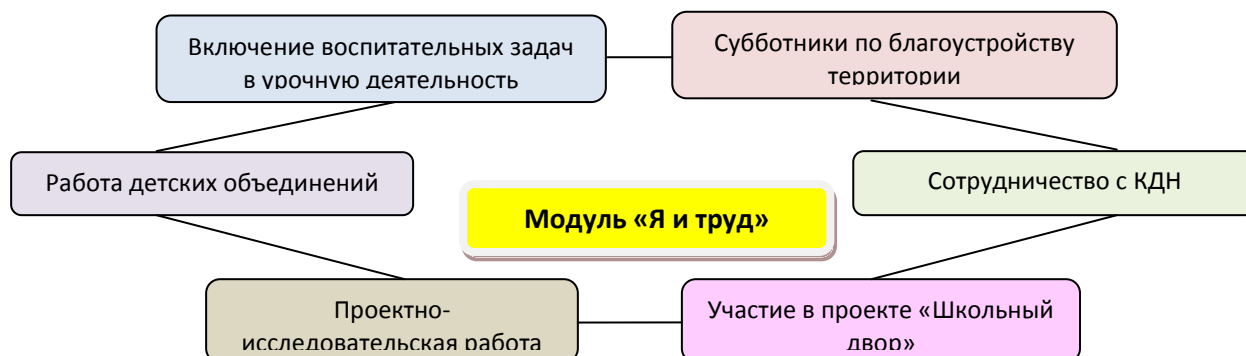 Включение воспитательных задач
в урочную деятельность
Субботники по благоустройству
территории
Работа детских объединений
Сотрудничество с КДН
Модуль «Я и труд»
Проектно-
исследовательская работа
Участие в проекте «Школьный
двор»